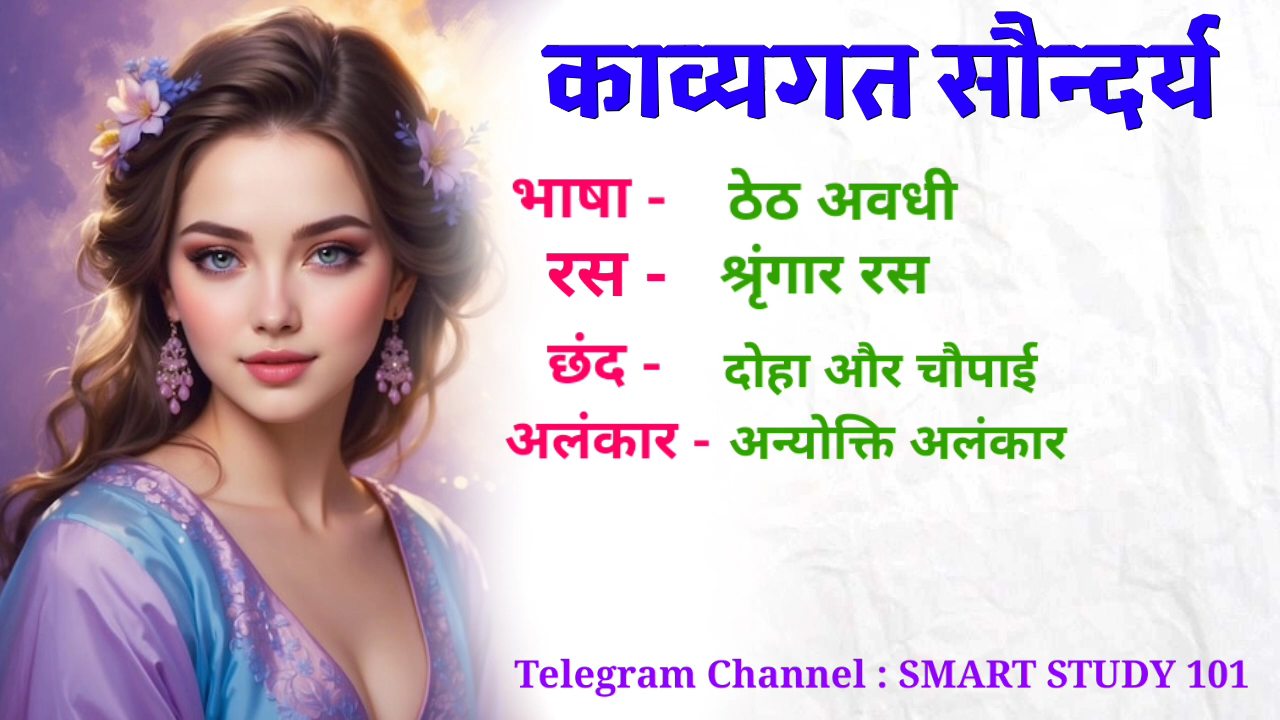 काव्यगत सौन्दर्य
भाषा - ठेठ अवधी
रस - श्रृंगार रस
छंद - दोहा और चौपाई
अलंकार - अन्योक्ति अलंकार
Telegram Channel : SMART STUDY 101